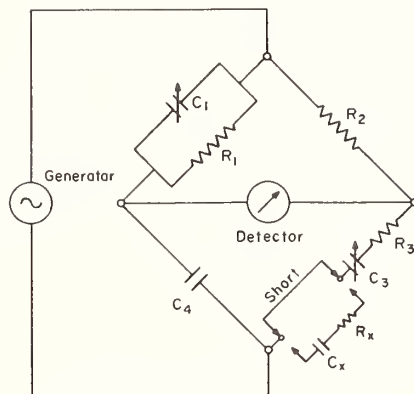 C1
R2
R1
Generator
Detector
R3
C3
C4
Short
Rx
Cx